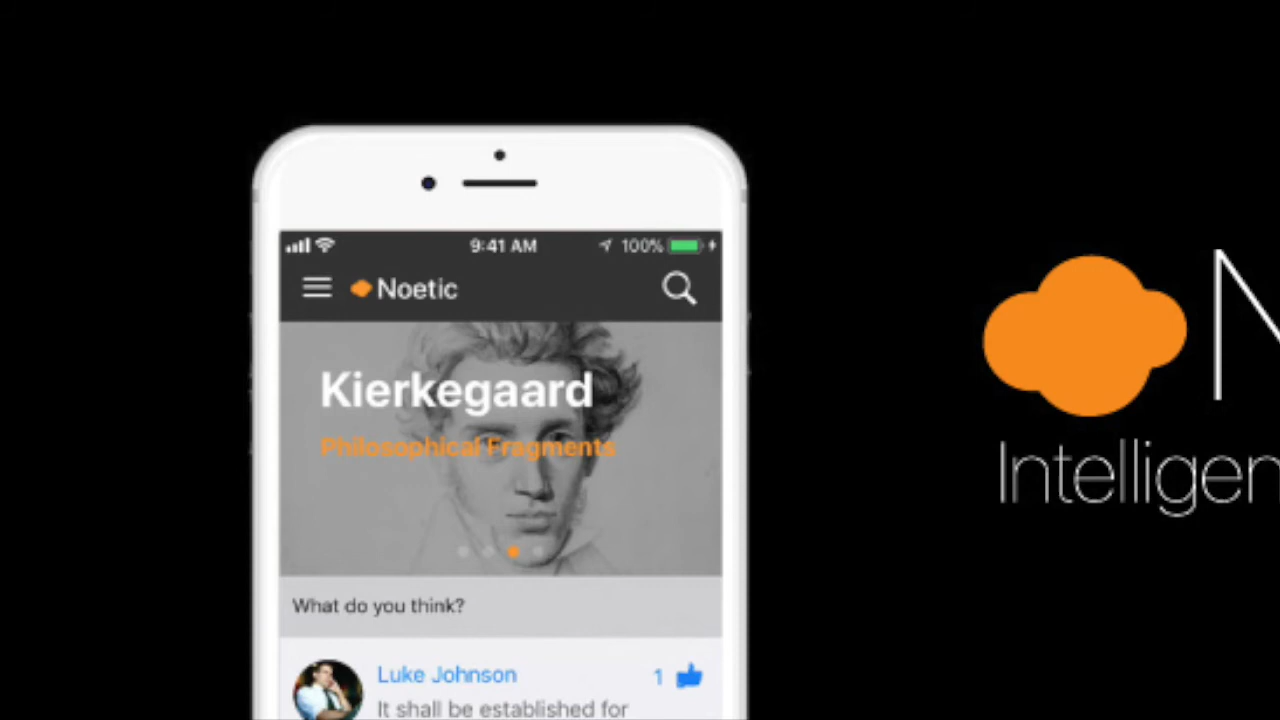 9:41 AM 100%
Noetic
Kierkegaard
Philosophical Fragments
What do you think?
Luke Johnson 1
It shall be established for
N
Intelligen